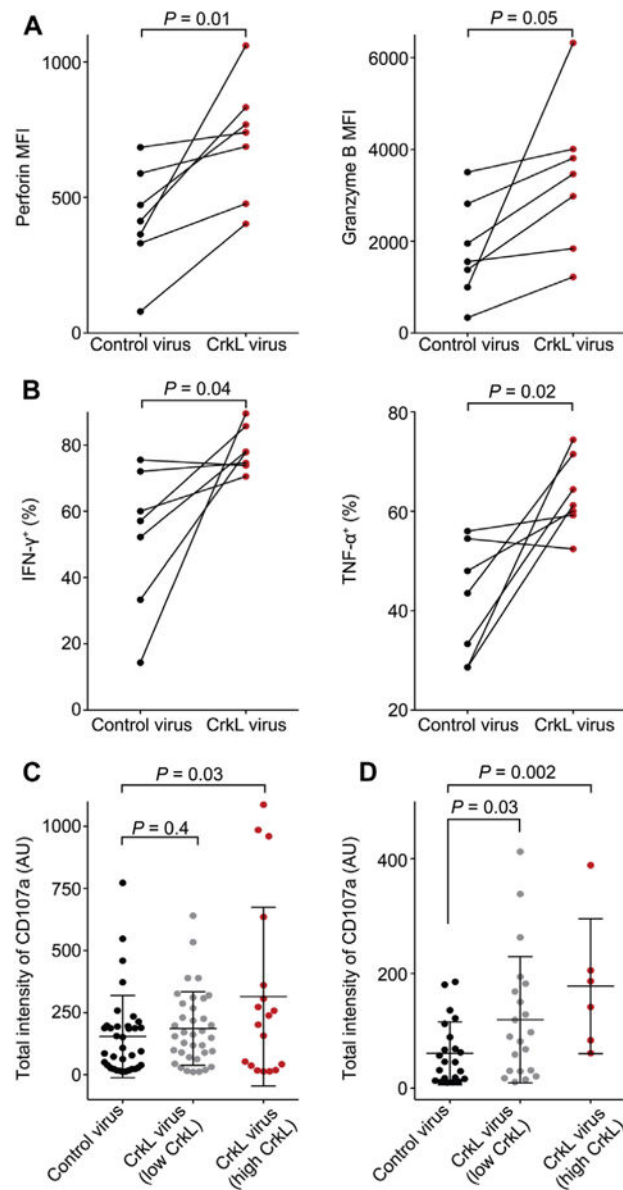 A
P = 0.01
Perforin MFI
1000
500
0
Control virus CrkL virus
P = 0.05
Granzyme B MFI
6000
4000
2000
0
Control virus CrkL virus
B
P = 0.04
IFN-γ⁺ (%)
80
60
40
20
0
Control virus CrkL virus
P = 0.02
TNF-α⁺ (%)
80
60
40
20
Control virus CrkL virus
C
P = 0.03
P = 0.4
Total intensity of CD107a (AU)
1000
750
500
250
0
Control virus
CrkL virus
(low CrkL)
CrkL virus
(high CrkL)
D
P = 0.002
P = 0.03
Total intensity of CD107a (AU)
400
200
0
Control virus
CrkL virus
(low CrkL)
CrkL virus
(high CrkL)